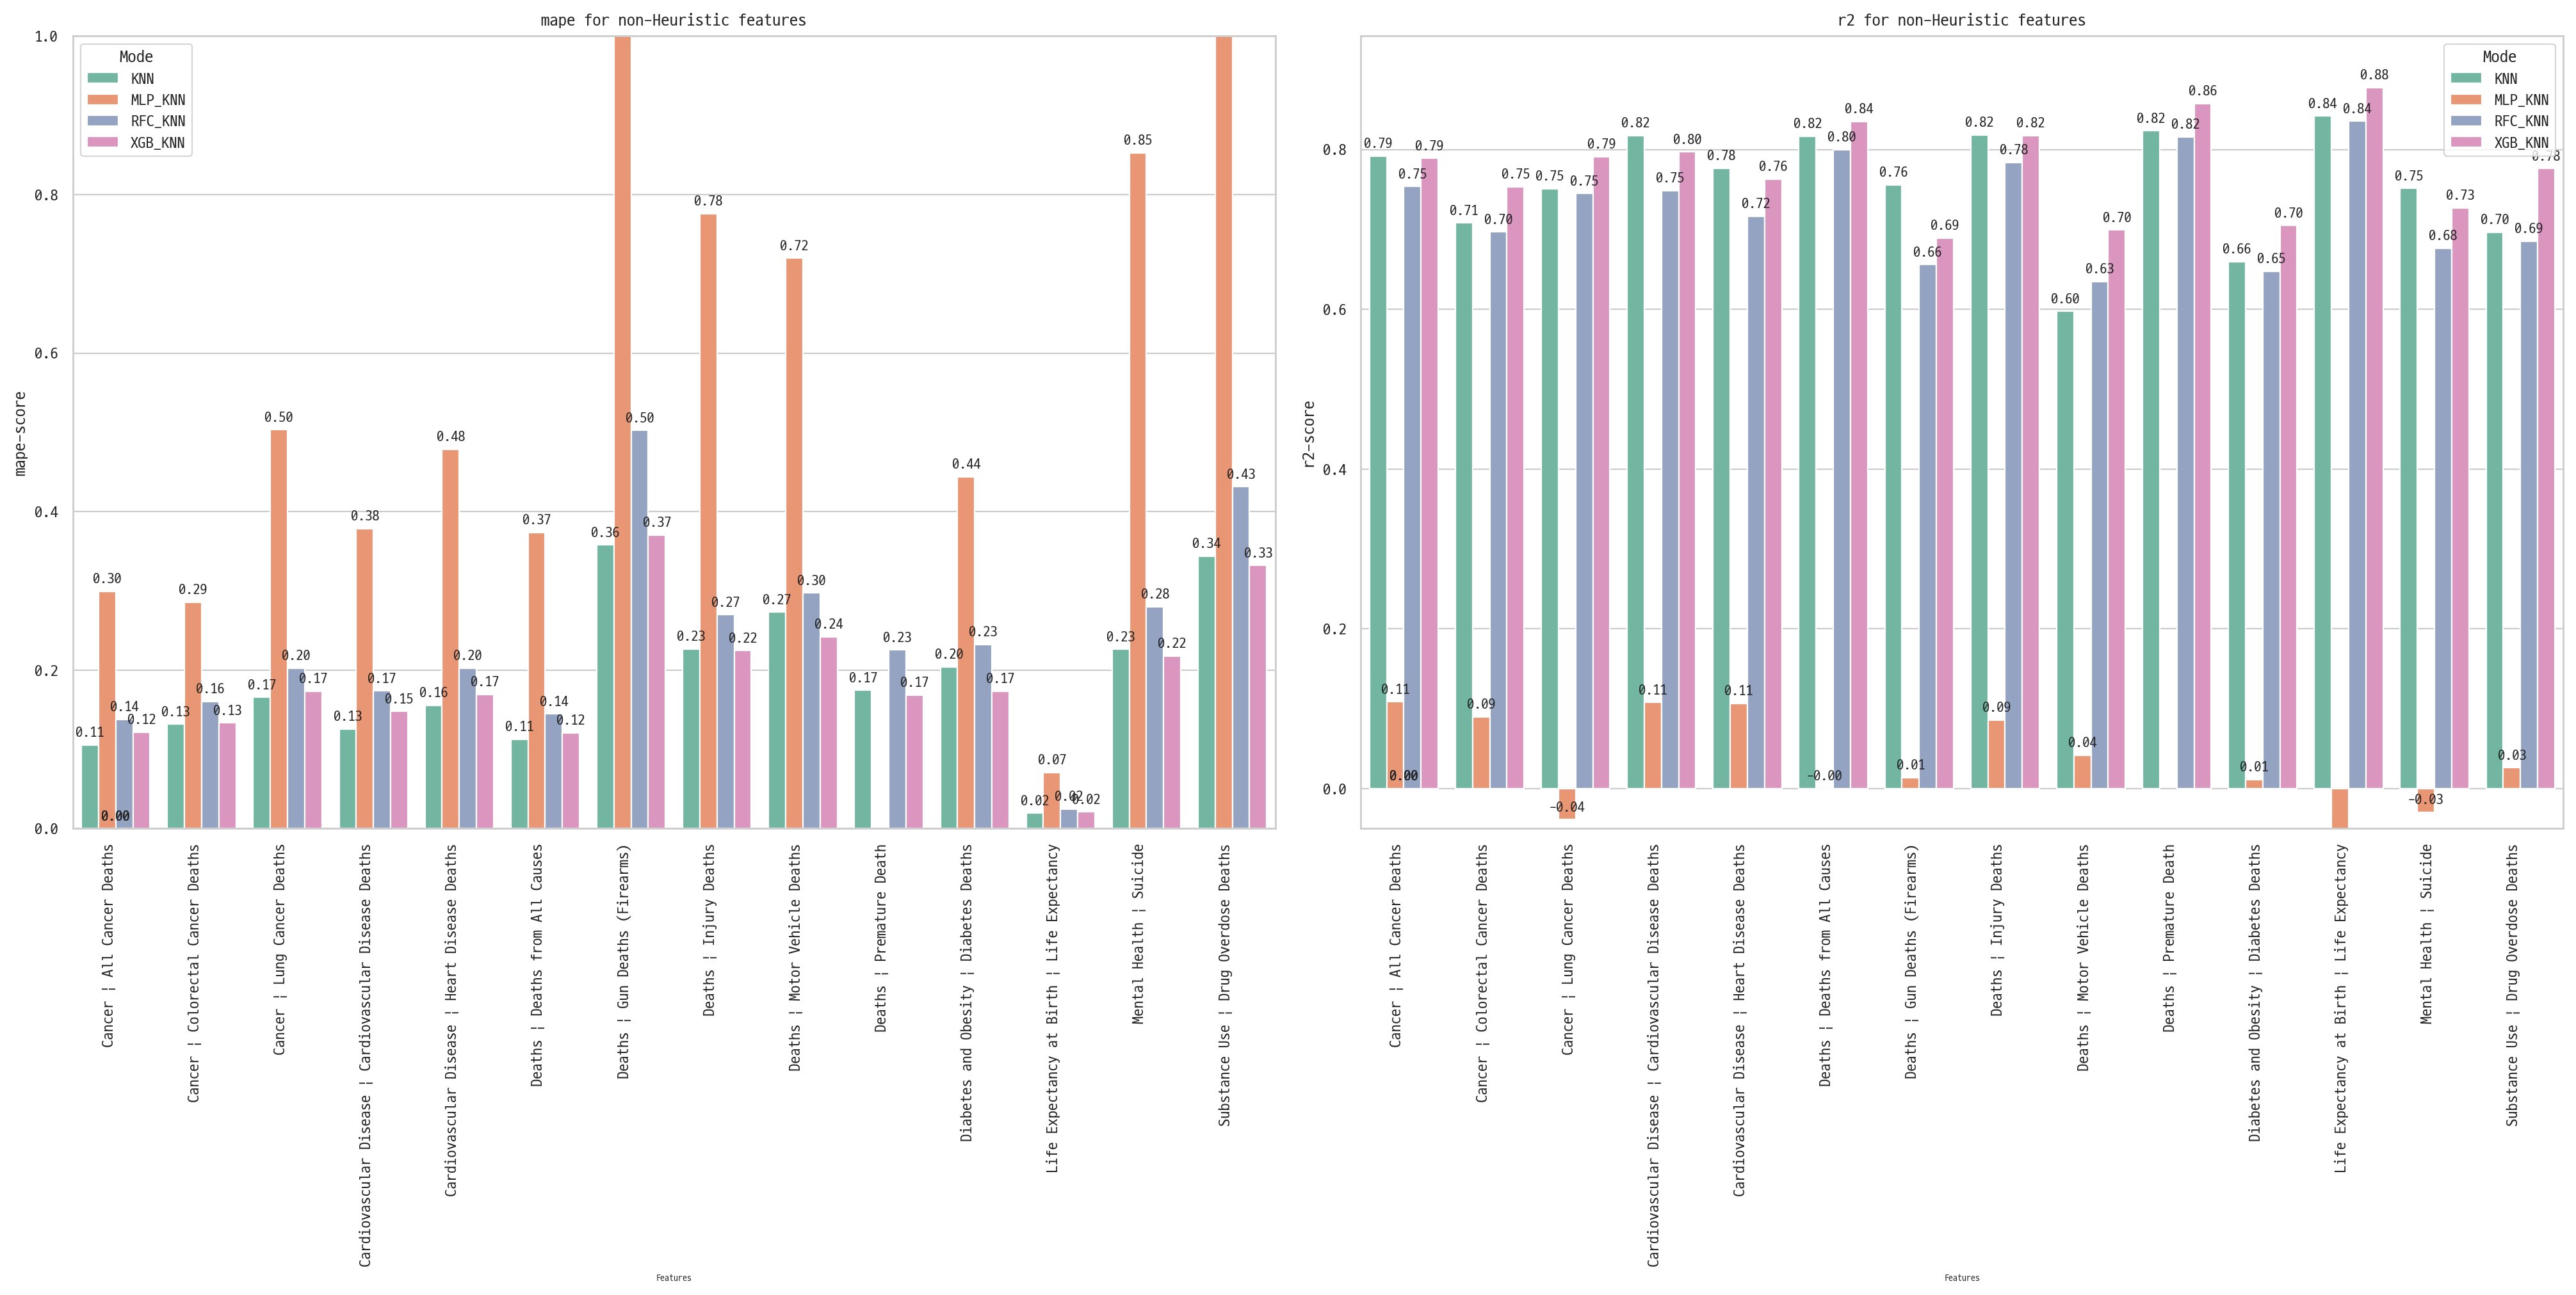 mape for non-Heuristic features
1.0
0.8
0.6
0.4
0.2
0.0
mape-score
Mode
KNN
MLP_KNN
RFC_KNN
XGB_KNN
0.11
0.30
0.00
0.14
0.12
0.13
0.29
0.16
0.13
0.17
0.50
0.20
0.17
0.13
0.38
0.17
0.15
0.16
0.48
0.20
0.17
0.11
0.37
0.14
0.12
0.36
0.50
0.37
0.23
0.78
0.27
0.22
0.27
0.72
0.30
0.24
0.17
0.23
0.17
0.20
0.44
0.23
0.17
0.02
0.07
0.02
0.02
0.23
0.85
0.28
0.22
0.34
0.43
0.33
Cancer ¦ All Cancer Deaths
Cancer ¦ Colorectal Cancer Deaths
Cancer ¦ Lung Cancer Deaths
Cardiovascular Disease ¦ Cardiovascular Disease Deaths
Cardiovascular Disease ¦ Heart Disease Deaths
Deaths ¦ Deaths from All Causes
Deaths ¦ Gun Deaths (Firearms)
Deaths ¦ Injury Deaths
Deaths ¦ Motor Vehicle Deaths
Deaths ¦ Premature Death
Diabetes and Obesity ¦ Diabetes Deaths
Life Expectancy at Birth ¦ Life Expectancy
Mental Health ¦ Suicide
Substance Use ¦ Drug Overdose Deaths
Features
r2 for non-Heuristic features
0.8
0.6
0.4
0.2
0.0
r2-score
Mode
KNN
MLP_KNN
RFC_KNN
XGB_KNN
0.79
0.11
0.00
0.75
0.79
0.71
0.09
0.70
0.75
0.75
−0.04
0.75
0.79
0.82
0.11
0.75
0.80
0.78
0.11
0.72
0.76
0.82
−0.00
0.80
0.84
0.76
0.01
0.66
0.69
0.82
0.09
0.78
0.82
0.60
0.04
0.63
0.70
0.82
0.82
0.86
0.66
0.01
0.65
0.70
0.84
0.84
0.88
0.75
−0.03
0.68
0.73
0.70
0.03
0.69
0.78
Cancer ¦ All Cancer Deaths
Cancer ¦ Colorectal Cancer Deaths
Cancer ¦ Lung Cancer Deaths
Cardiovascular Disease ¦ Cardiovascular Disease Deaths
Cardiovascular Disease ¦ Heart Disease Deaths
Deaths ¦ Deaths from All Causes
Deaths ¦ Gun Deaths (Firearms)
Deaths ¦ Injury Deaths
Deaths ¦ Motor Vehicle Deaths
Deaths ¦ Premature Death
Diabetes and Obesity ¦ Diabetes Deaths
Life Expectancy at Birth ¦ Life Expectancy
Mental Health ¦ Suicide
Substance Use ¦ Drug Overdose Deaths
Features